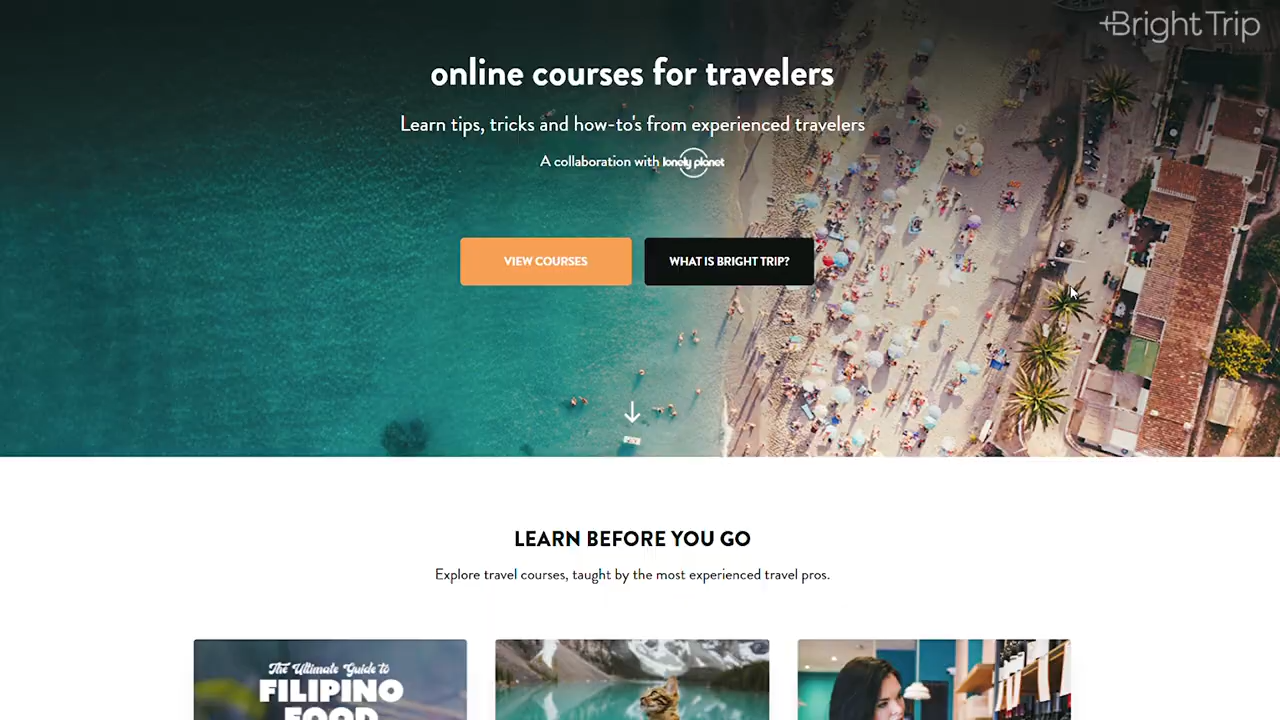 Bright Trip
online courses for travelers
Learn tips, tricks and how-to's from experienced travelers
A collaboration with lonely planet
VIEW COURSES
WHAT IS BRIGHT TRIP?
LEARN BEFORE YOU GO
Explore travel courses, taught by the most experienced travel pros.
The Ultimate Guide to
FILIPINO
FOOD